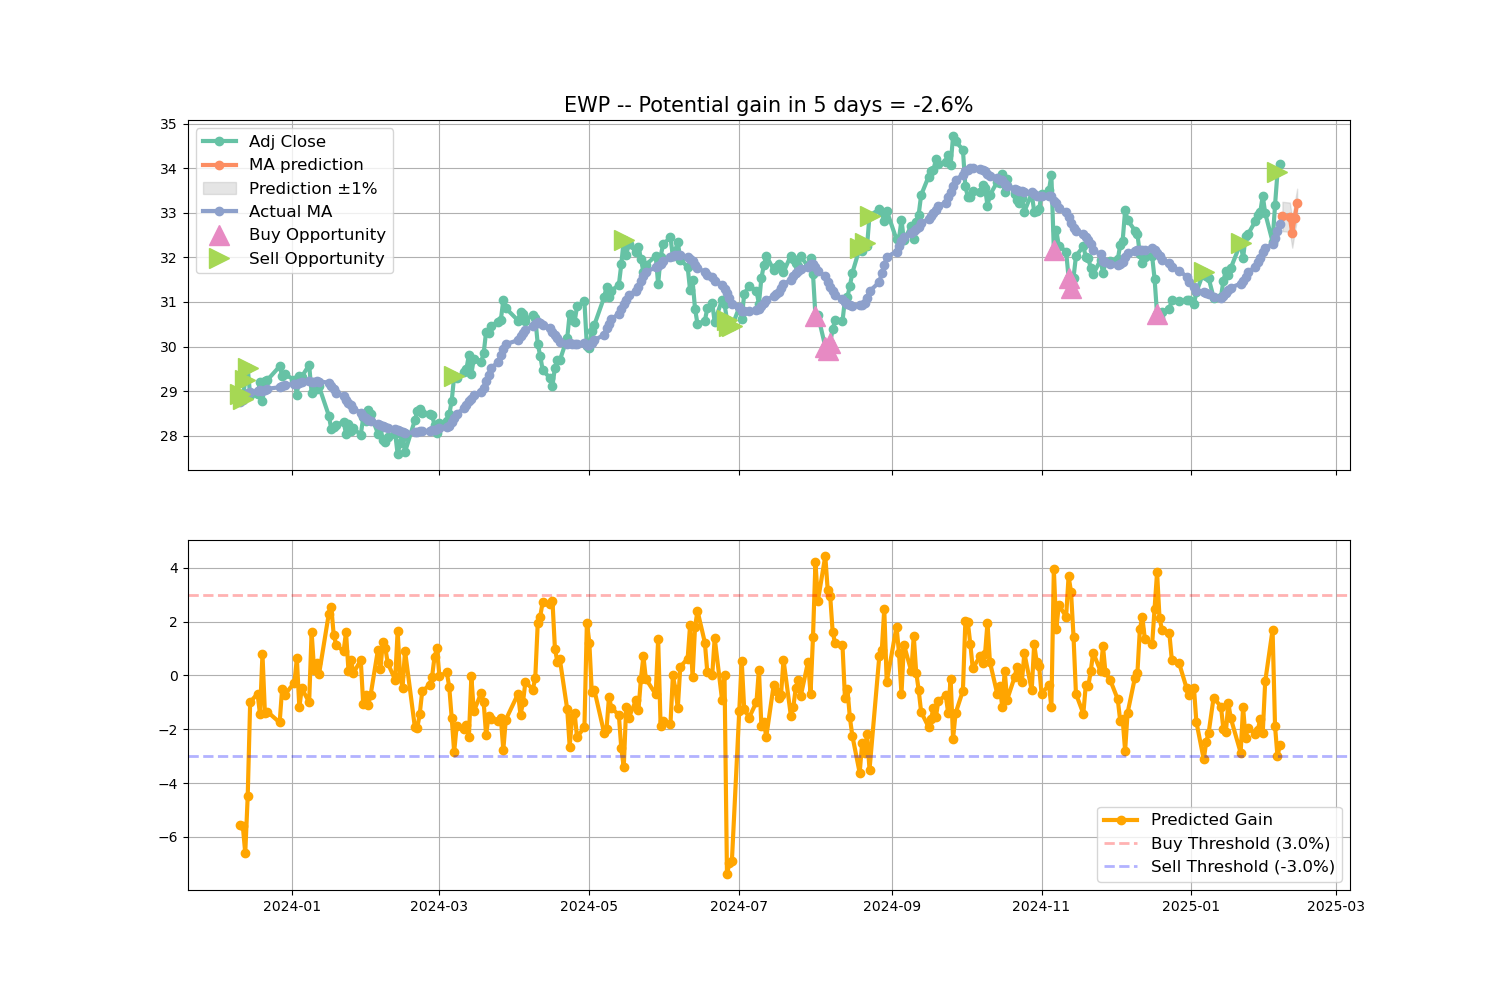 EWP -- Potential gain in 5 days = -2.6%
35
34
33
32
31
30
29
28
Adj Close
MA prediction
Prediction ±1%
Actual MA
Buy Opportunity
Sell Opportunity
4
2
0
−2
−4
−6
Predicted Gain
Buy Threshold (3.0%)
Sell Threshold (-3.0%)
2024-01 2024-03 2024-05 2024-07 2024-09 2024-11 2025-01 2025-03